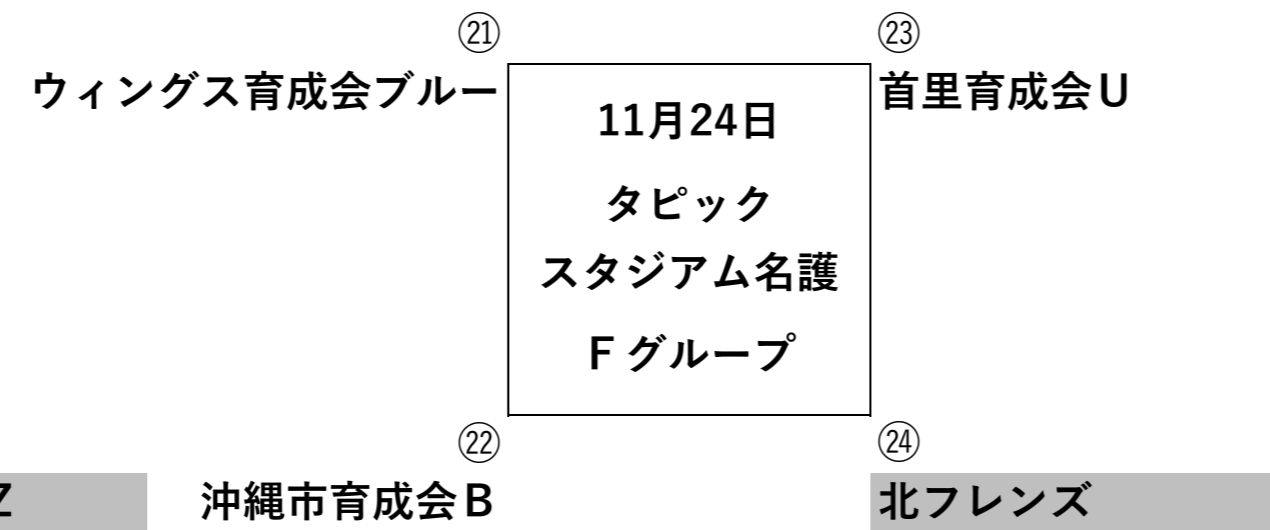 ㉑
㉓
ウィングス育成会ブルー
首里育成会U
11月24日
タピック
スタジアム名護
Fグループ
㉒
㉔
沖縄市育成会B
北フレンズ